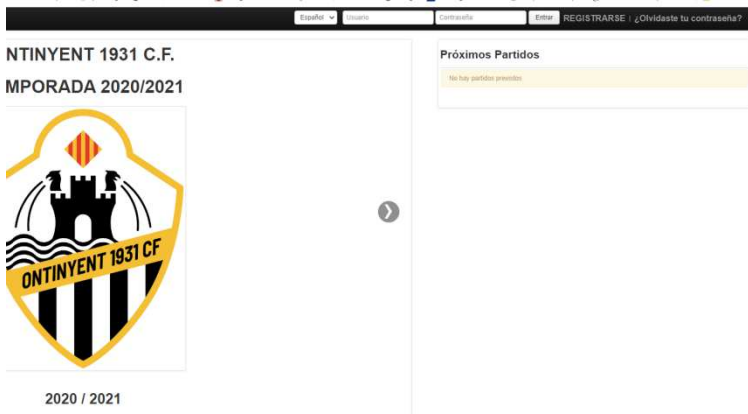 Español Usuario Contraseña Entrar REGISTRARSE | ¿Olvidaste tu contraseña?
NTINYENT 1931 C.F.
MPORADA 2020/2021
ONTINYENT 1931 CF
2020 / 2021
Próximos Partidos
No hay partidos previstos